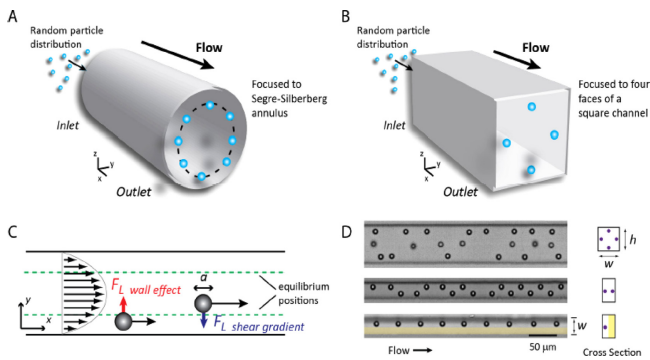 A
Random particle
distribution
Flow
Focused to
Segre-Silberberg
annulus
Inlet
z
y
x
Outlet
B
Random particle
distribution
Flow
Focused to four
faces of a
square channel
Inlet
z
y
x
Outlet
C
F_L wall effect
a
equilibrium
positions
y
x
F_L shear gradient
D
h
w
w
50 µm
Flow
Cross Section